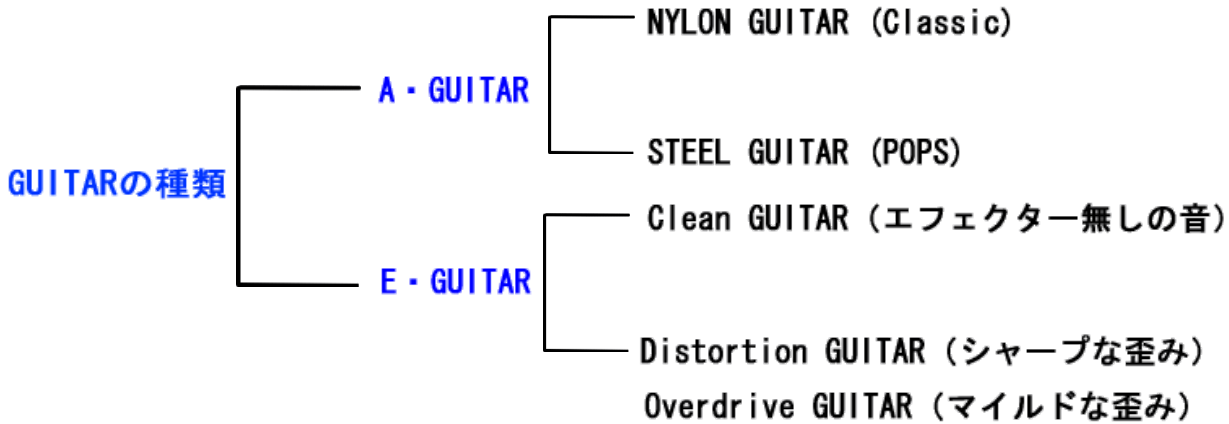 NYLON GUITAR (Classic)
A・GUITAR
STEEL GUITAR (POPS)
GUITARの種類
Clean GUITAR (エフェクター無しの音)
E・GUITAR
Distortion GUITAR (シャープな歪み)
Overdrive GUITAR (マイルドな歪み)